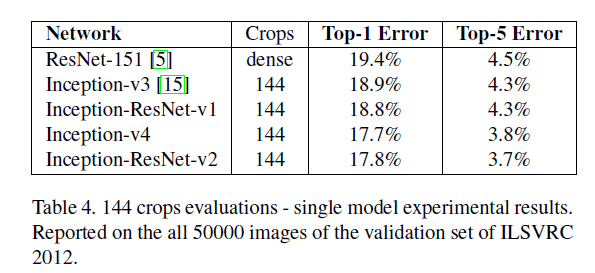 Network Crops Top-1 Error Top-5 Error
ResNet-151 [5] dense 19.4% 4.5%
Inception-v3 [15] 144 18.9% 4.3%
Inception-ResNet-v1 144 18.8% 4.3%
Inception-v4 144 17.7% 3.8%
Inception-ResNet-v2 144 17.8% 3.7%
Table 4. 144 crops evaluations - single model experimental results.
Reported on the all 50000 images of the validation set of ILSVRC
2012.